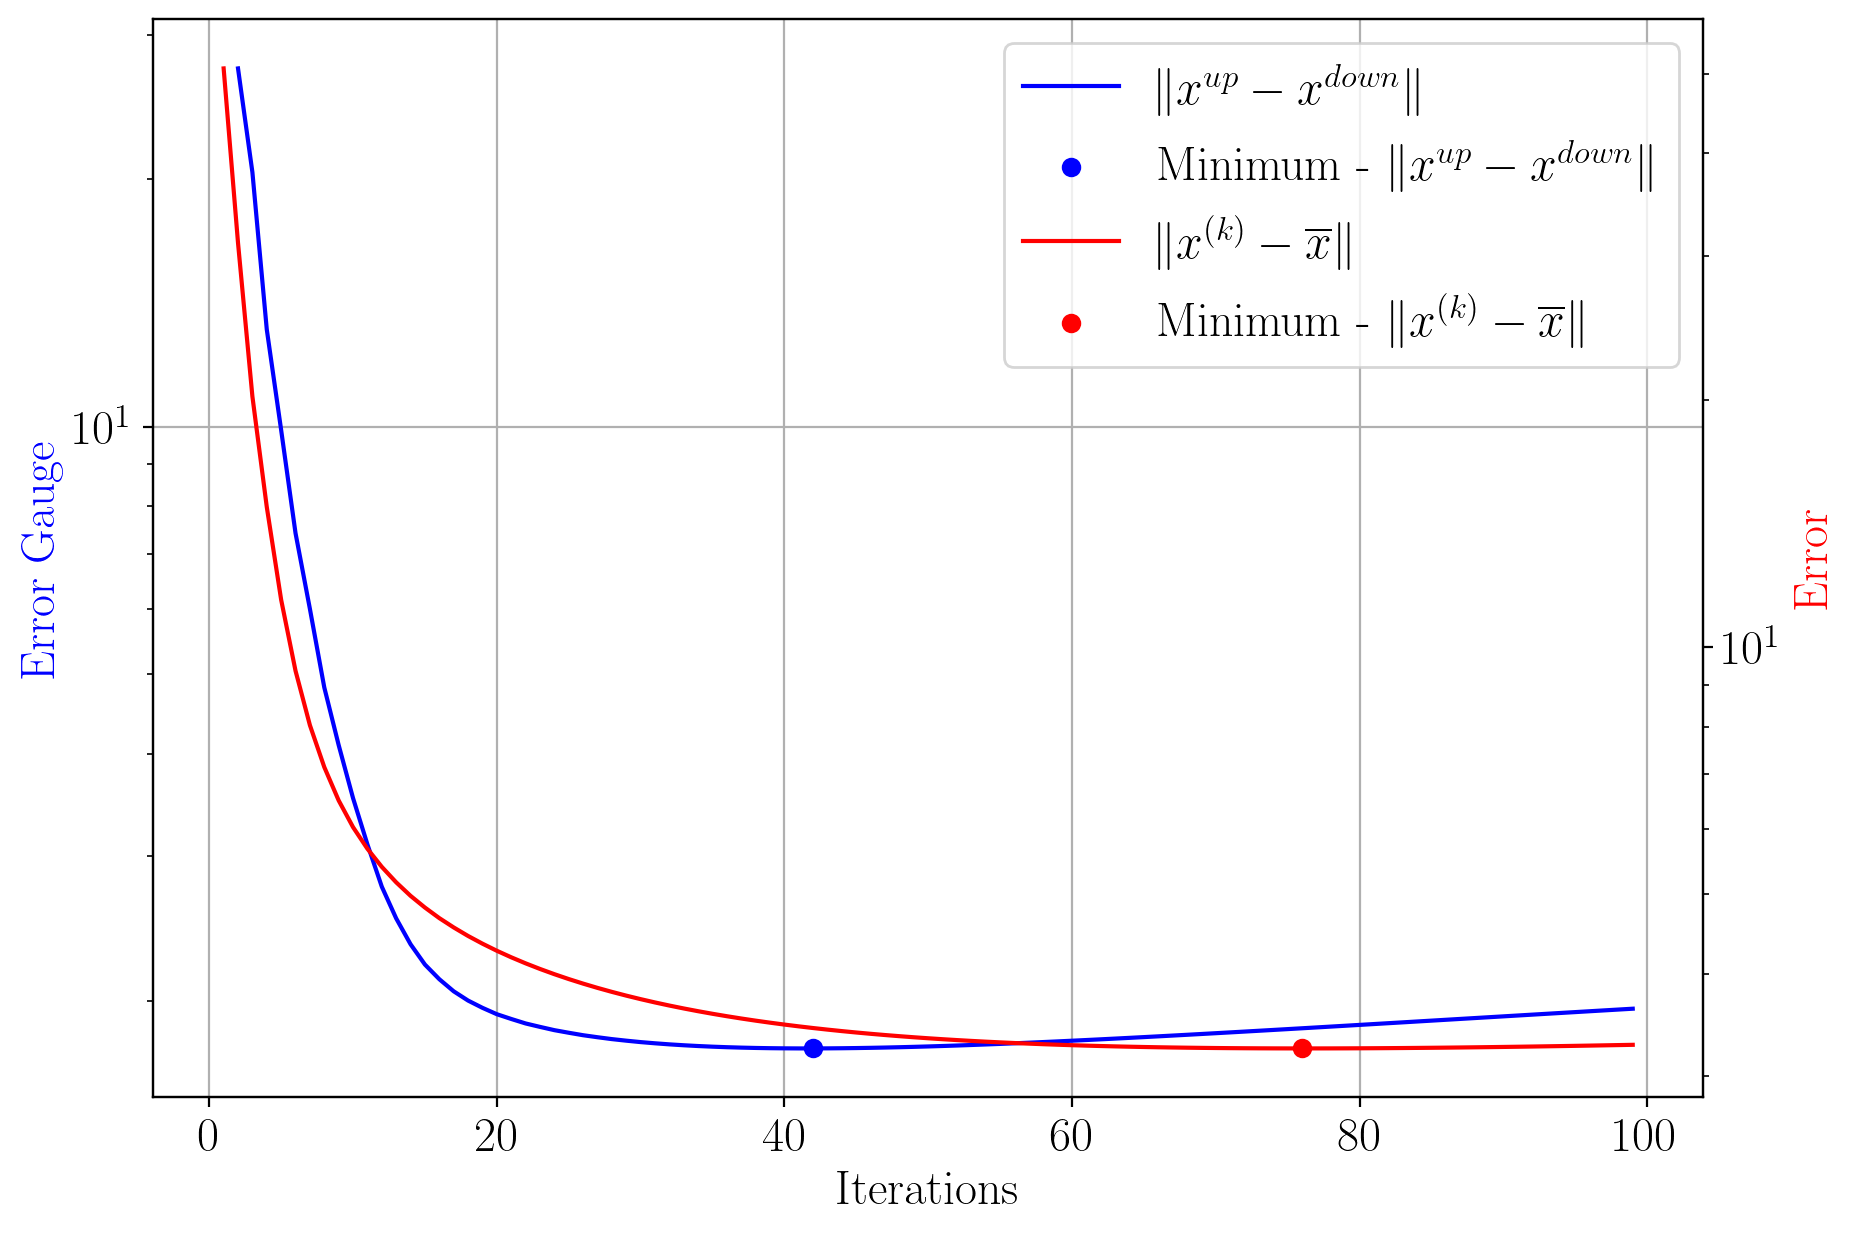 ‖x^{up} − x^{down}‖
Minimum - ‖x^{up} − x^{down}‖
‖x^{(k)} − x̅‖
Minimum - ‖x^{(k)} − x̅‖
10^1
Error Gauge
10^1
Error
0 20 40 60 80 100
Iterations